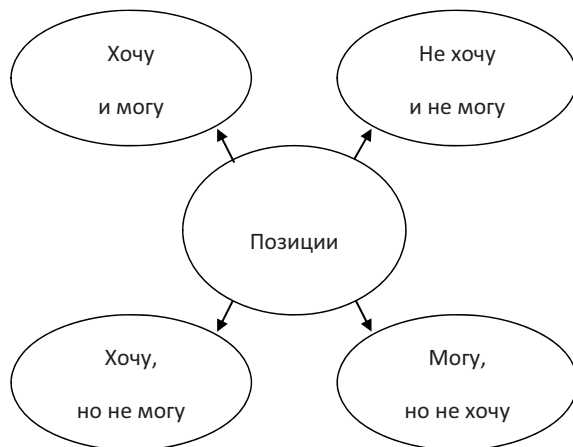 Хочу
и могу
Не хочу
и не могу
Позиции
Хочу,
но не могу
Могу,
но не хочу